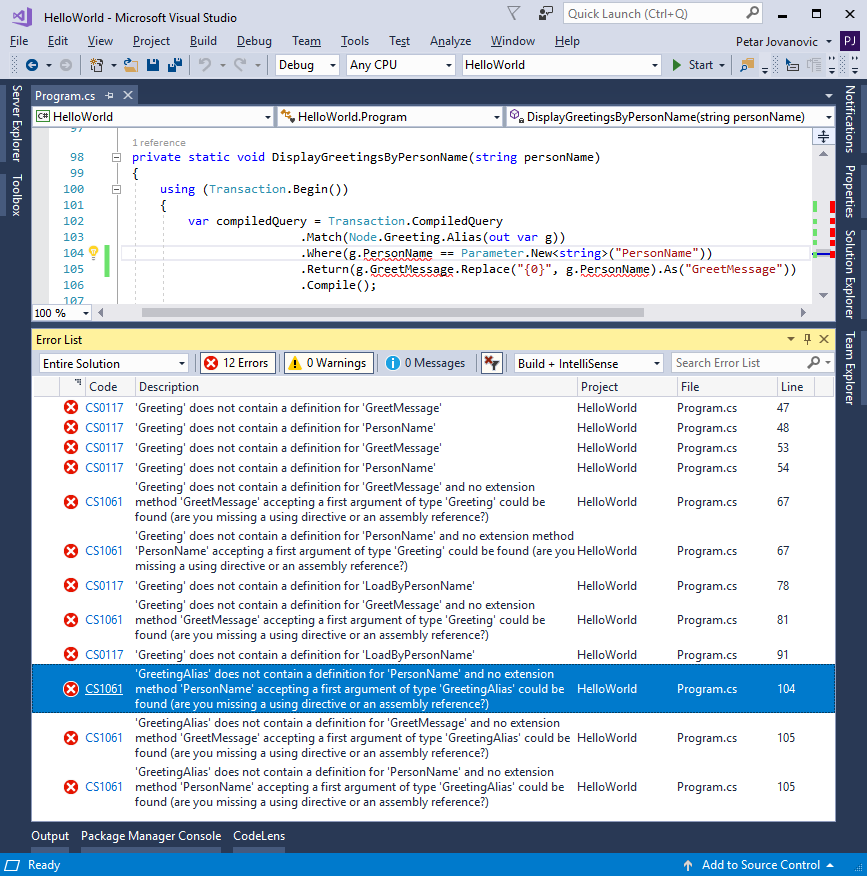 HelloWorld - Microsoft Visual Studio
Quick Launch (Ctrl+Q)
File Edit View Project Build Debug Team Tools Test Analyze Window Help Petar Jovanovic PJ
Debug Any CPU HelloWorld Start
Server Explorer
Toolbox
Notifications
Properties
Solution Explorer
Team Explorer
Program.cs
C# HelloWorld HelloWorld.Program DisplayGreetingsByPersonName(string personName)
97
1 reference
98 private static void DisplayGreetingsByPersonName(string personName)
99 {
100 using (Transaction.Begin())
101 {
102 var compiledQuery = Transaction.CompiledQuery
103 .Match(Node.Greeting.Alias(out var g))
104 .Where(g.PersonName == Parameter.New<string>("PersonName"))
105 .Return(g.GreetMessage.Replace("{0}", g.PersonName).As("GreetMessage"))
106 .Compile();
107
100 %
Error List
Entire Solution 12 Errors 0 Warnings 0 Messages Build + IntelliSense Search Error List
Code Description Project File Line
CS0117 'Greeting' does not contain a definition for 'GreetMessage' HelloWorld Program.cs 47
CS0117 'Greeting' does not contain a definition for 'PersonName' HelloWorld Program.cs 48
CS0117 'Greeting' does not contain a definition for 'GreetMessage' HelloWorld Program.cs 53
CS0117 'Greeting' does not contain a definition for 'PersonName' HelloWorld Program.cs 54
'Greeting' does not contain a definition for 'GreetMessage' and no extension
CS1061 method 'GreetMessage' accepting a first argument of type 'Greeting' could be HelloWorld Program.cs 67
found (are you missing a using directive or an assembly reference?)
'Greeting' does not contain a definition for 'PersonName' and no extension method
CS1061 'PersonName' accepting a first argument of type 'Greeting' could be found (are you HelloWorld Program.cs 67
missing a using directive or an assembly reference?)
CS0117 'Greeting' does not contain a definition for 'LoadByPersonName' HelloWorld Program.cs 78
'Greeting' does not contain a definition for 'GreetMessage' and no extension
CS1061 method 'GreetMessage' accepting a first argument of type 'Greeting' could be HelloWorld Program.cs 81
found (are you missing a using directive or an assembly reference?)
CS0117 'Greeting' does not contain a definition for 'LoadByPersonName' HelloWorld Program.cs 91
'GreetingAlias' does not contain a definition for 'PersonName' and no extension
CS1061 method 'PersonName' accepting a first argument of type 'GreetingAlias' could be HelloWorld Program.cs 104
found (are you missing a using directive or an assembly reference?)
'GreetingAlias' does not contain a definition for 'GreetMessage' and no extension
CS1061 method 'GreetMessage' accepting a first argument of type 'GreetingAlias' could be HelloWorld Program.cs 105
found (are you missing a using directive or an assembly reference?)
'GreetingAlias' does not contain a definition for 'PersonName' and no extension
CS1061 method 'PersonName' accepting a first argument of type 'GreetingAlias' could be HelloWorld Program.cs 105
found (are you missing a using directive or an assembly reference?)
Output Package Manager Console CodeLens
Ready Add to Source Control